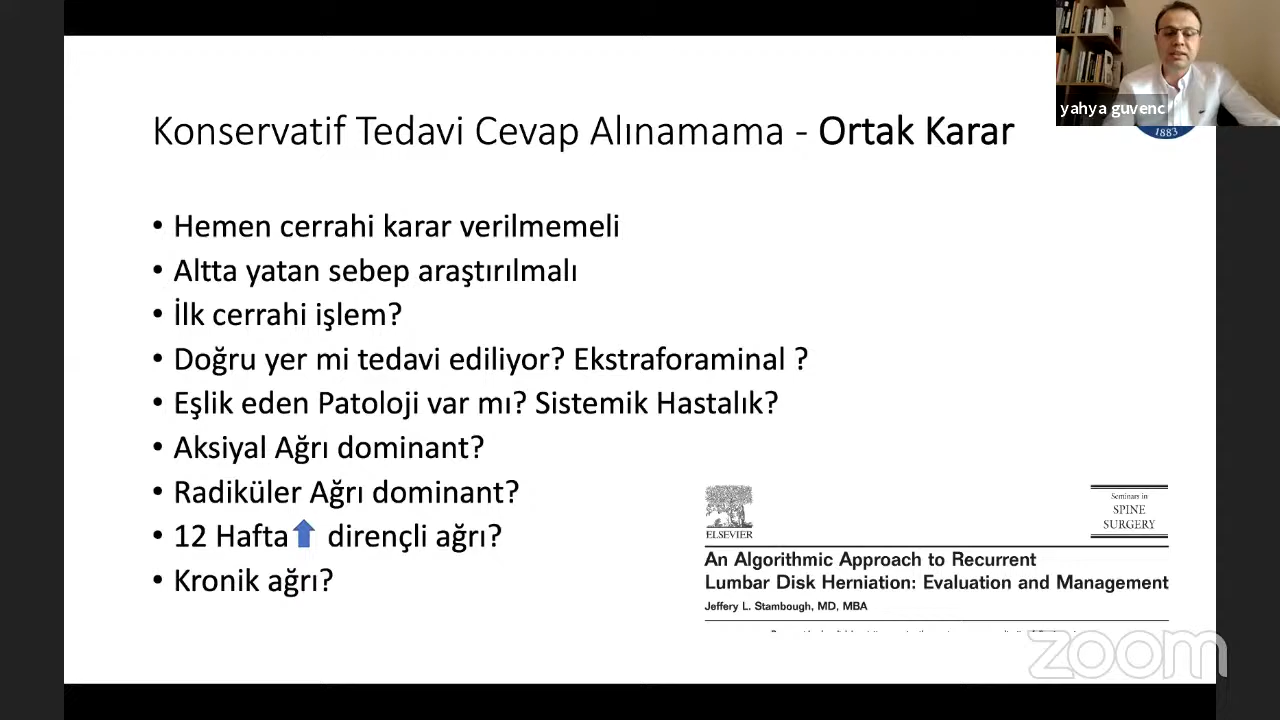 yahya guvenc
1883
Konservatif Tedavi Cevap Alınamama - Ortak Karar
• Hemen cerrahi karar verilmemeli
• Altta yatan sebep araştırılmalı
• İlk cerrahi işlem?
• Doğru yer mi tedavi ediliyor? Ekstraforaminal ?
• Eşlik eden Patoloji var mı? Sistemik Hastalık?
• Aksiyal Ağrı dominant?
• Radiküler Ağrı dominant?
• 12 Hafta⬆ dirençli ağrı?
• Kronik ağrı?
ELSEVIER
Seminars in
SPINE
SURGERY
An Algorithmic Approach to Recurrent
Lumbar Disk Herniation: Evaluation and Management
Jeffery L. Stambough, MD, MBA
zoom